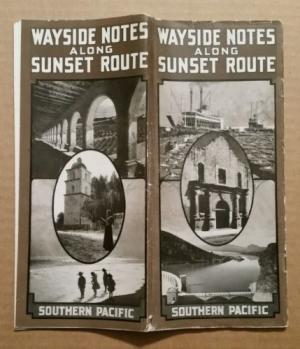 WAYSIDE NOTES
ALONG
SUNSET ROUTE
SOUTHERN PACIFIC
WAYSIDE NOTES
ALONG
SUNSET ROUTE
SOUTHERN PACIFIC